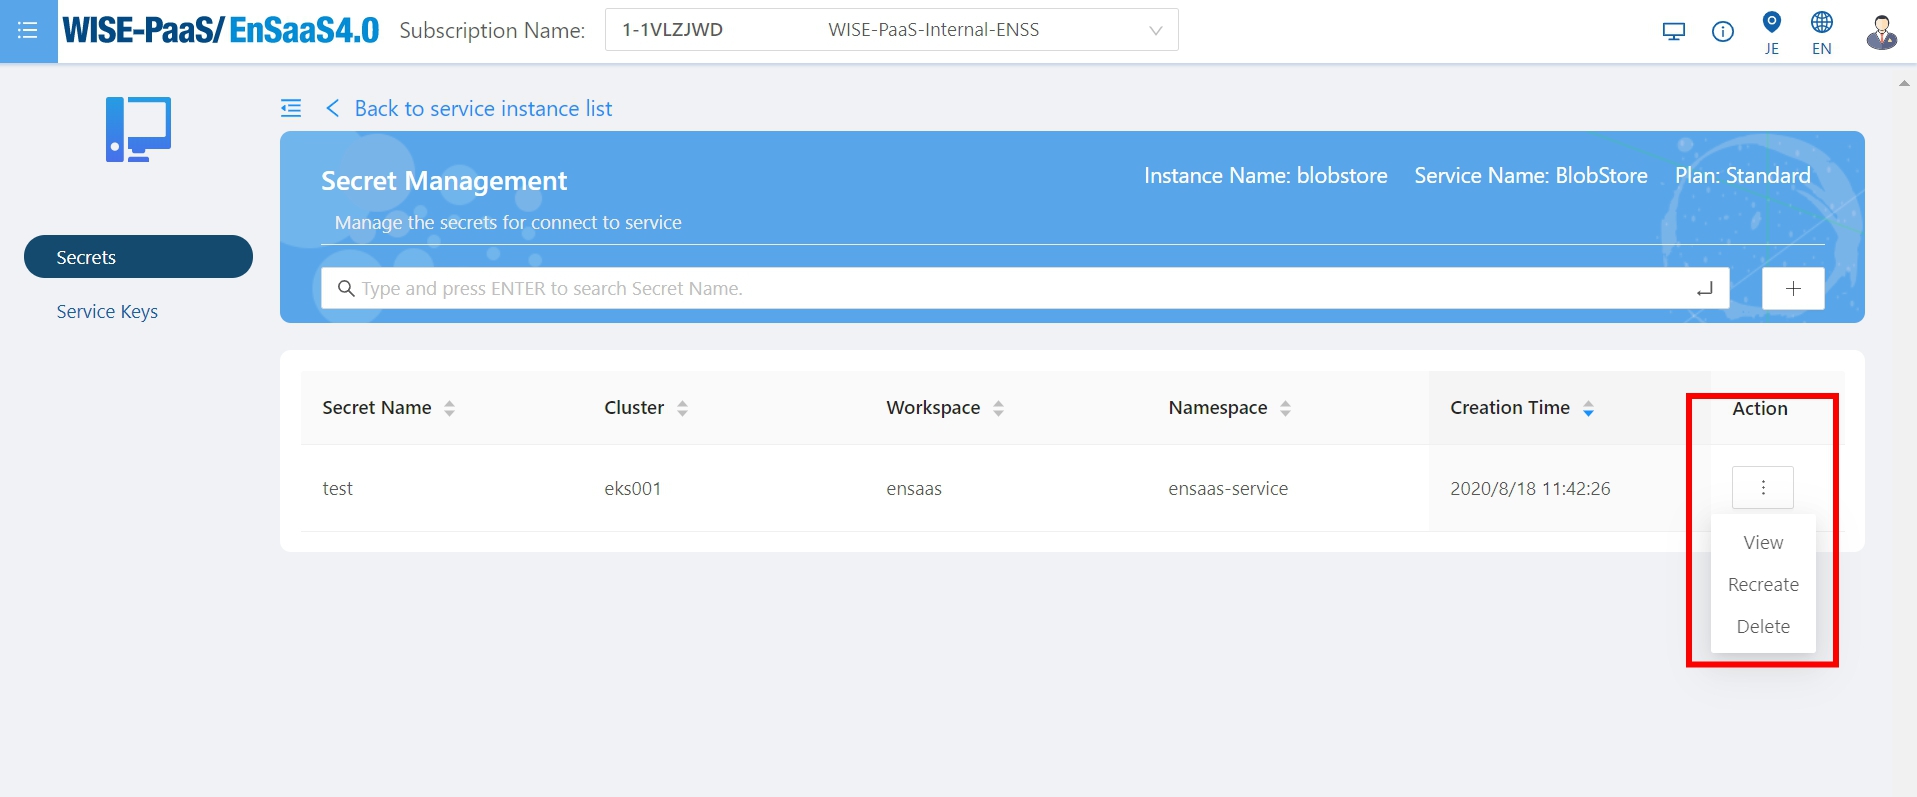 WISE-PaaS/ EnSaaS4.0 Subscription Name: 1-1VLZJWD WISE-PaaS-Internal-ENSS
JE EN
Back to service instance list
Secret Management Instance Name: blobstore Service Name: BlobStore Plan: Standard
Manage the secrets for connect to service
Secrets
Type and press ENTER to search Secret Name.
Service Keys
Secret Name Cluster Workspace Namespace Creation Time Action
test eks001 ensaas ensaas-service 2020/8/18 11:42:26
View
Recreate
Delete